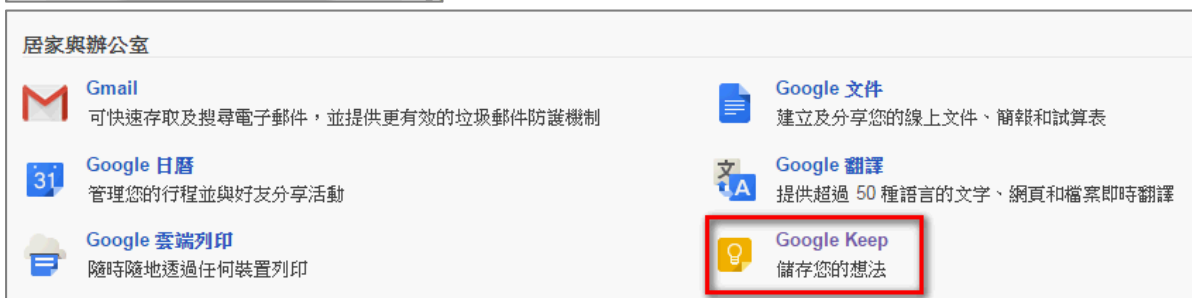 居家與辦公室
Gmail
可快速存取及搜尋電子郵件，並提供更有效的垃圾郵件防護機制
Google 文件
建立及分享您的線上文件、簡報和試算表
31
Google 日曆
管理您的行程並與好友分享活動
文 A
Google 翻譯
提供超過 50 種語言的文字、網頁和檔案即時翻譯
Google 雲端列印
隨時隨地透過任何裝置列印
Google Keep
儲存您的想法